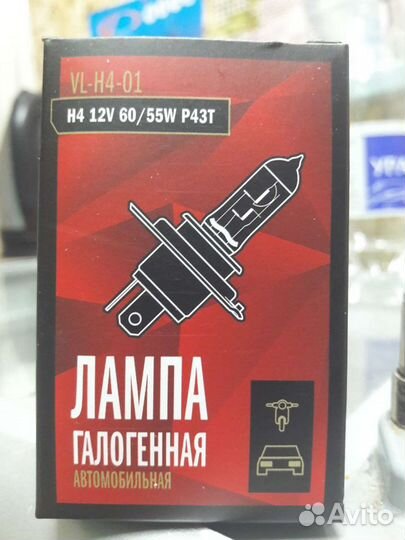 VL-H4-01
H4 12V 60/55W P43T
ЛАМПА
ГАЛОГЕННАЯ
АВТОМОБИЛЬНАЯ
Avito